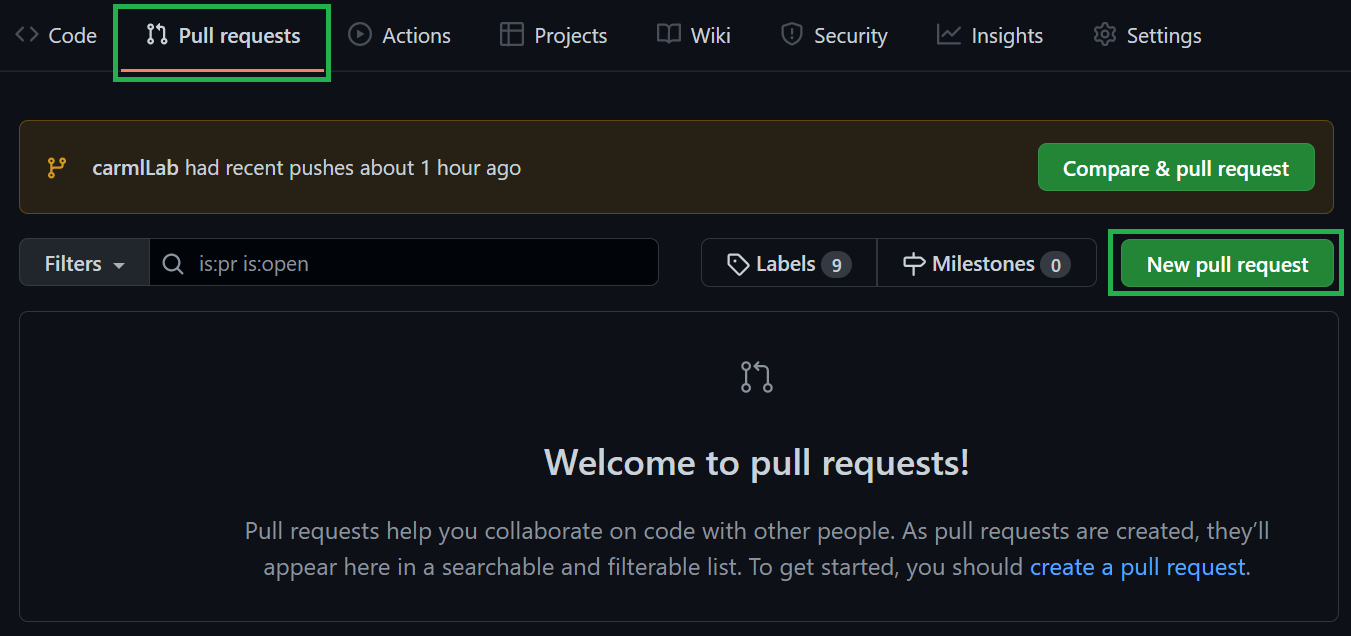 Code Pull requests Actions Projects Wiki Security Insights Settings
carmlLab had recent pushes about 1 hour ago Compare & pull request
Filters is:pr is:open Labels 9 Milestones 0 New pull request
Welcome to pull requests!
Pull requests help you collaborate on code with other people. As pull requests are created, they’ll
appear here in a searchable and filterable list. To get started, you should create a pull request.